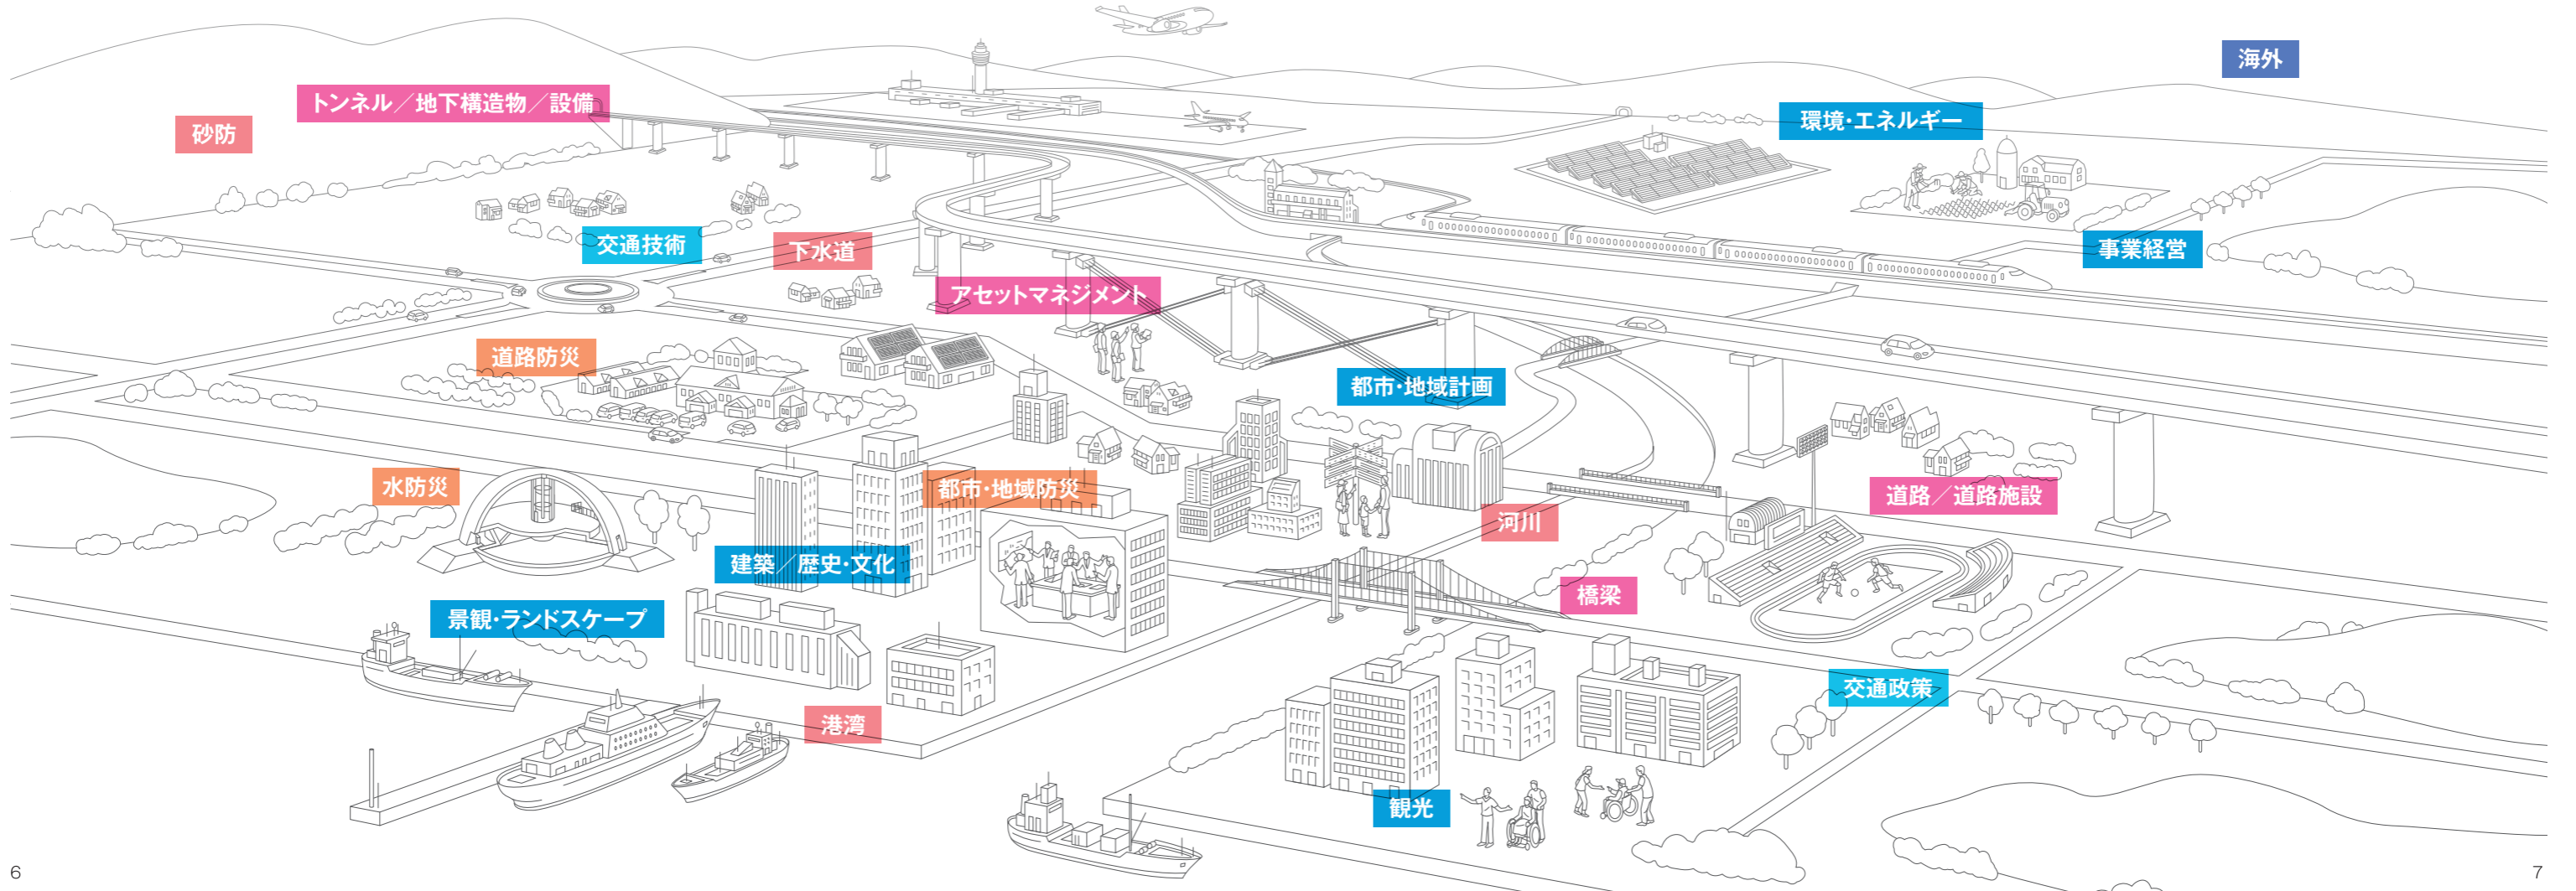 海外
トンネル／地下構造物／設備
環境・エネルギー
砂防
交通技術
下水道
事業経営
アセットマネジメント
道路防災
都市・地域計画
水防災
都市・地域防災
道路／道路施設
河川
建築／歴史・文化
橋梁
景観・ランドスケープ
交通政策
港湾
観光
6
7